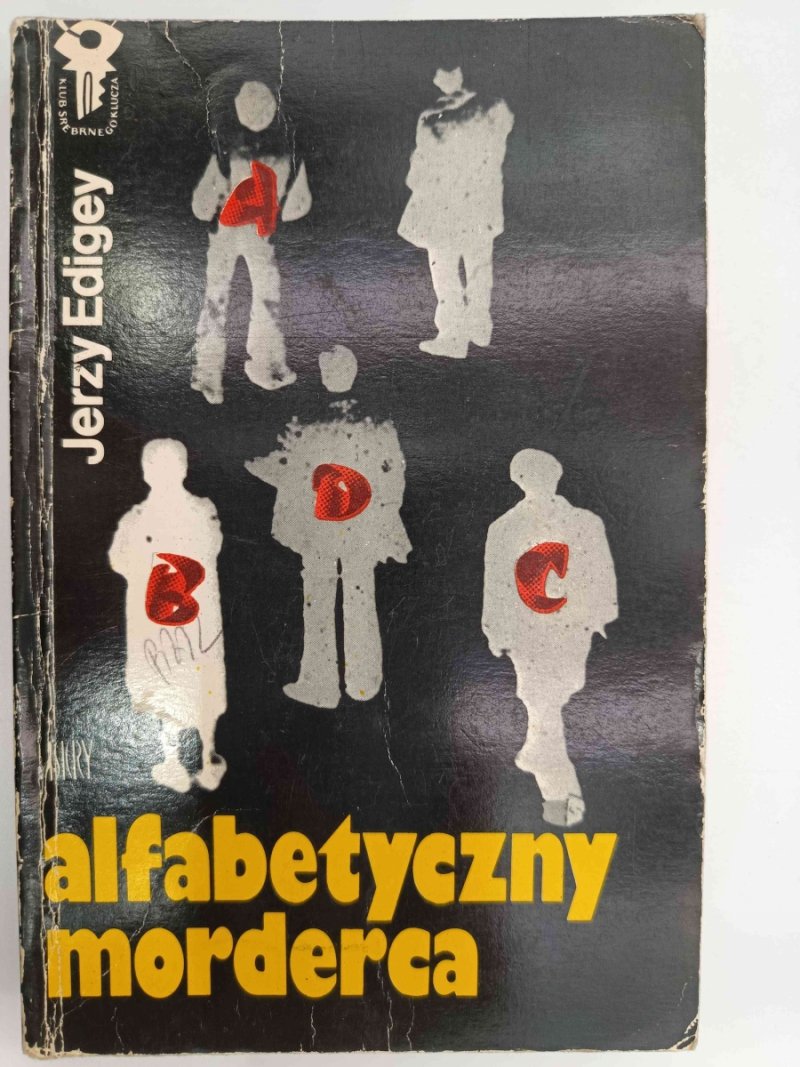 KLUB SREBRNEGO KLUCZA
Jerzy Edigey
A
D
B
C
alfabetyczny
morderca